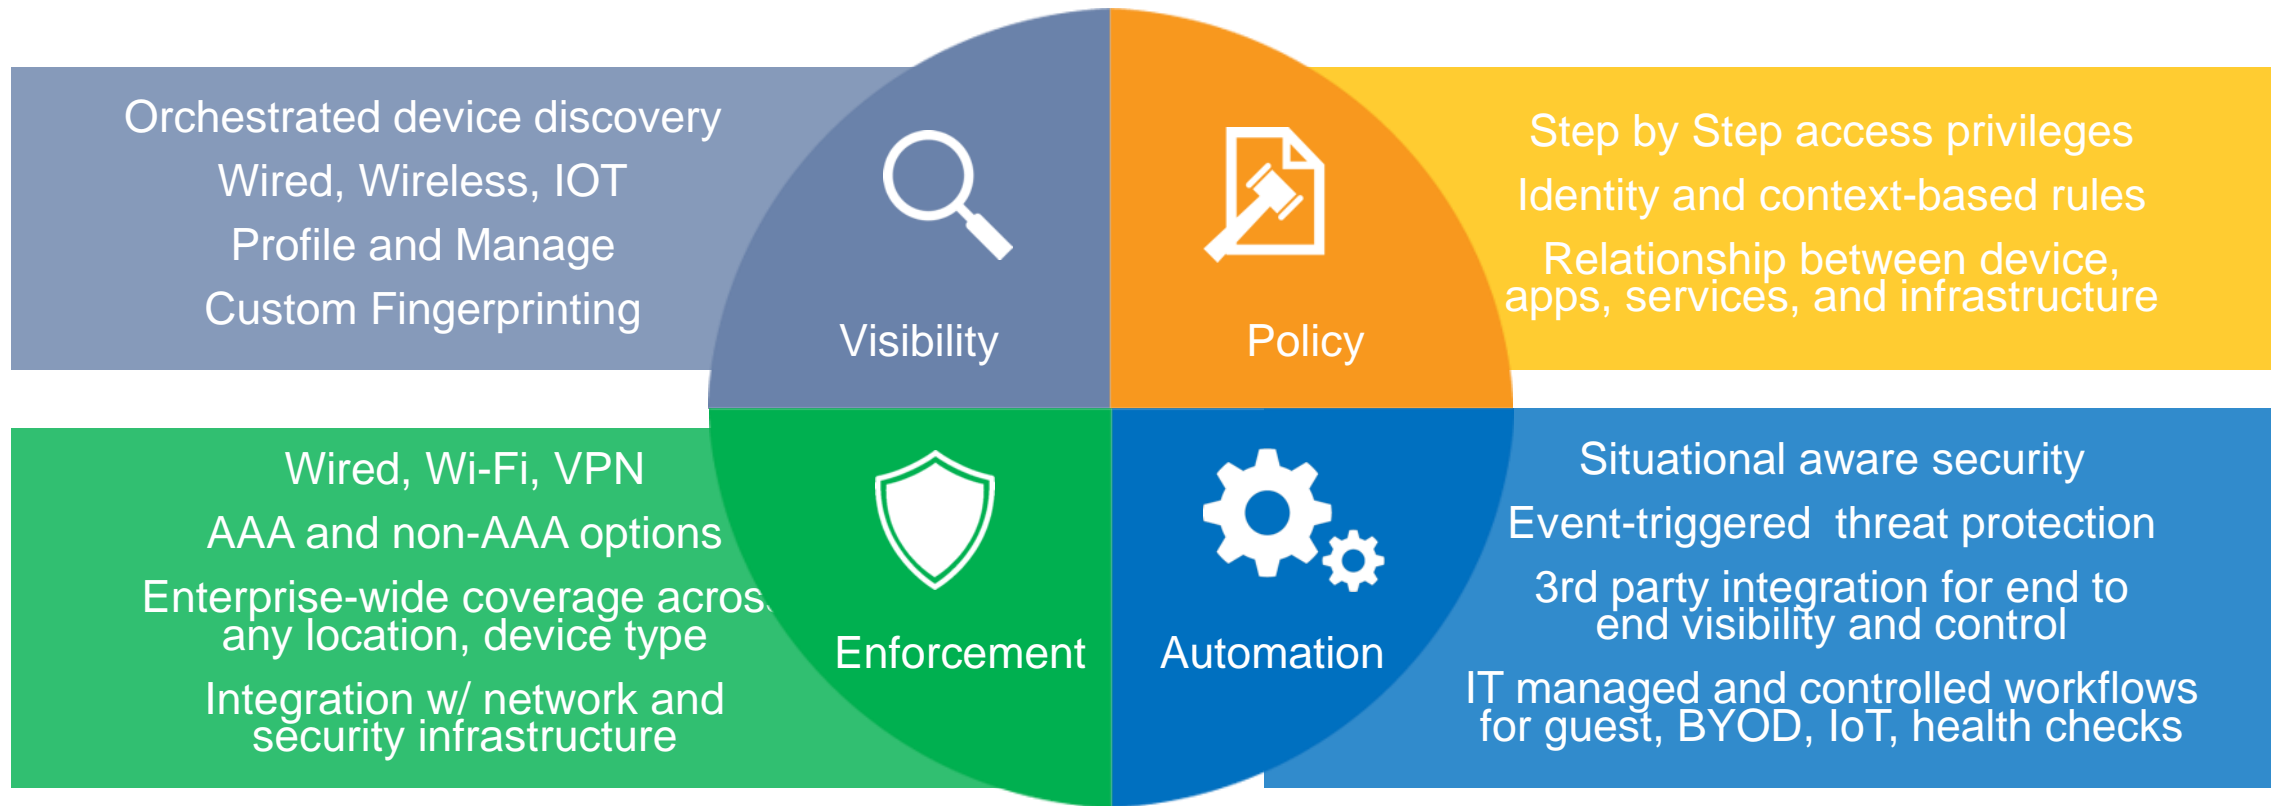 Orchestrated device discovery
Wired, Wireless, IOT
Profile and Manage
Custom Fingerprinting
Visibility
Policy
Step by Step access privileges
Identity and context-based rules
Relationship between device,
apps, services, and infrastructure
Wired, Wi-Fi, VPN
AAA and non-AAA options
Enterprise-wide coverage across
any location, device type
Integration w/ network and
security infrastructure
Enforcement
Automation
Situational aware security
Event-triggered  threat protection
3rd party integration for end to
end visibility and control
IT managed and controlled workflows
for guest, BYOD, IoT, health checks